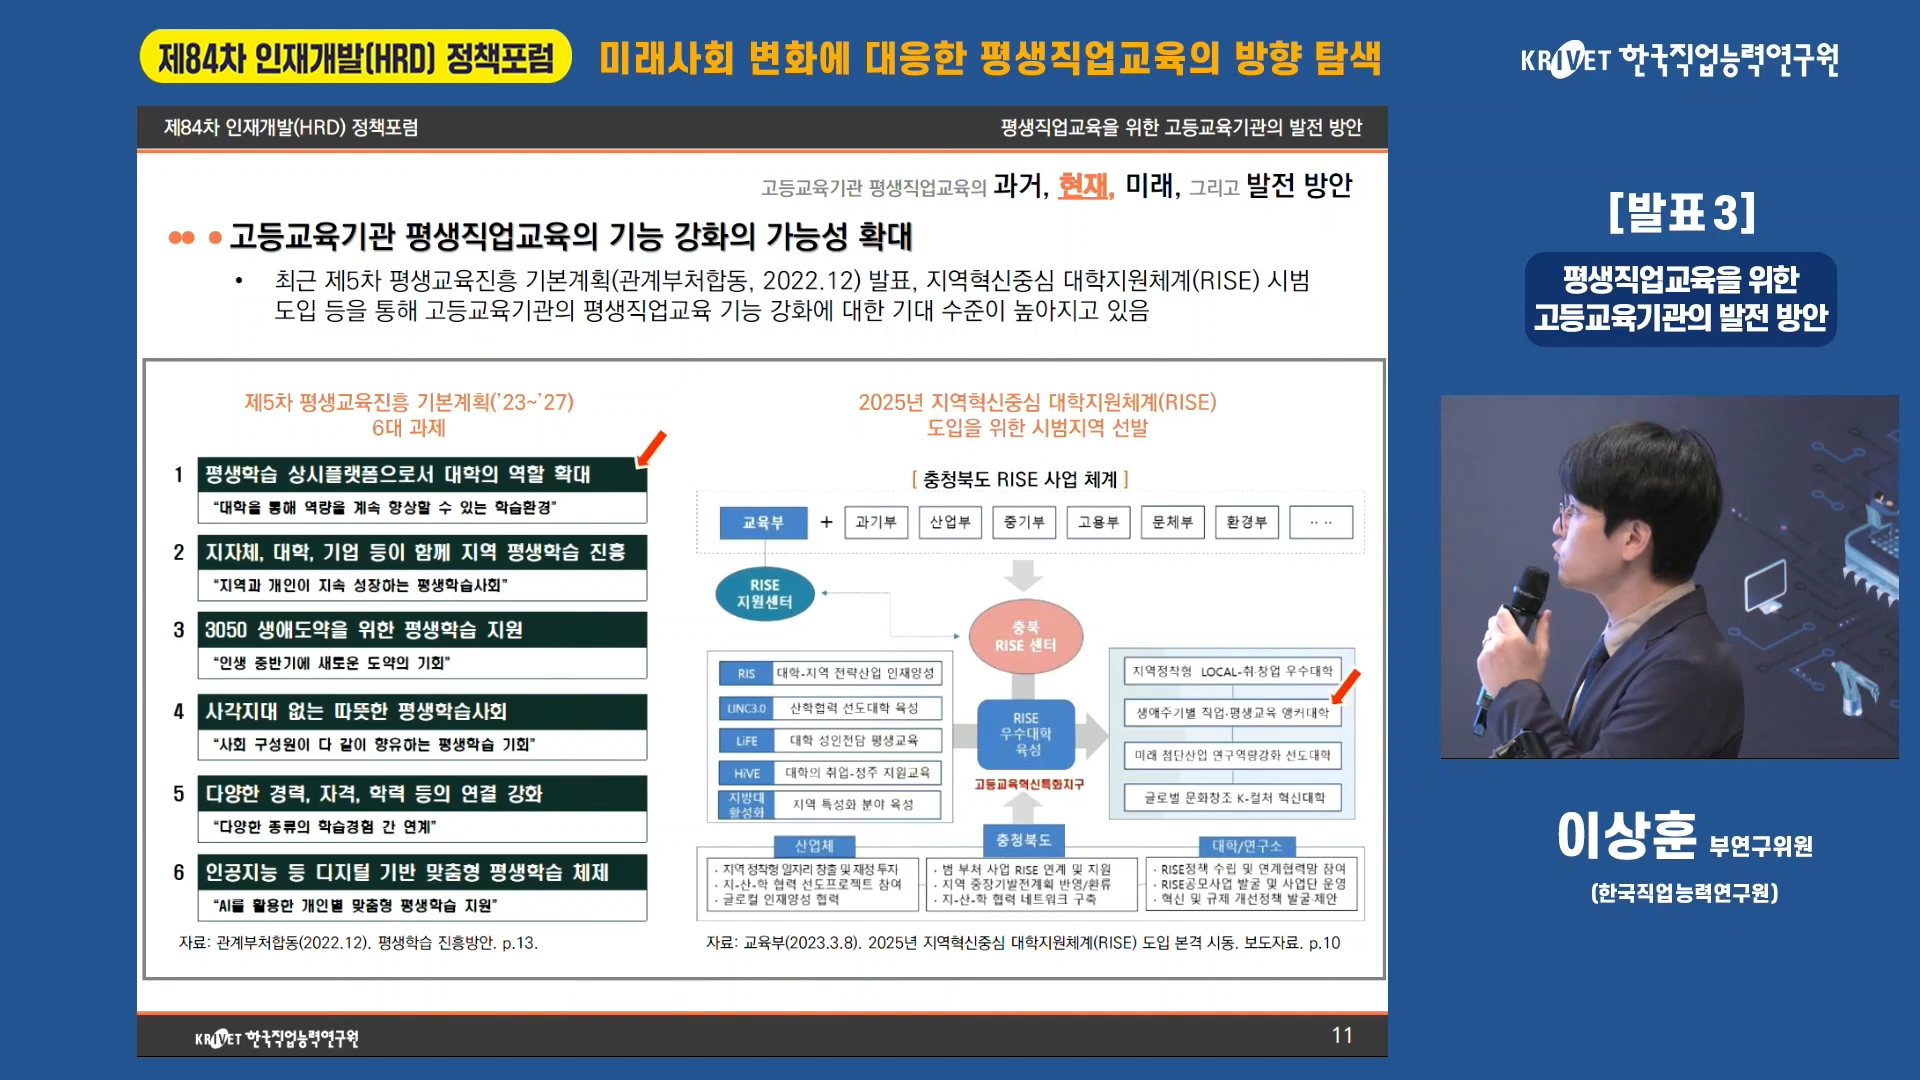 제84차 인재개발(HRD) 정책포럼
미래사회 변화에 대응한 평생직업교육의 방향 탐색
KRIVET 한국직업능력연구원
제84차 인재개발(HRD) 정책포럼
평생직업교육을 위한 고등교육기관의 발전 방안
고등교육기관 평생직업교육의 과거, 현재, 미래, 그리고 발전 방안
고등교육기관 평생직업교육의 기능 강화의 가능성 확대
• 최근 제5차 평생교육진흥 기본계획(관계부처합동, 2022.12) 발표, 지역혁신중심 대학지원체계(RISE) 시범
도입 등을 통해 고등교육기관의 평생직업교육 기능 강화에 대한 기대 수준이 높아지고 있음
제5차 평생교육진흥 기본계획('23~'27)
6대 과제
1 평생학습 상시플랫폼으로서 대학의 역할 확대
“대학을 통해 역량을 계속 향상할 수 있는 학습환경”
2 지자체, 대학, 기업 등이 함께 지역 평생학습 진흥
“지역과 개인이 지속 성장하는 평생학습사회”
3 3050 생애도약을 위한 평생학습 지원
“인생 중반기에 새로운 도약의 기회”
4 사각지대 없는 따뜻한 평생학습사회
“사회 구성원이 다 같이 향유하는 평생학습 기회”
5 다양한 경력, 자격, 학력 등의 연결 강화
“다양한 종류의 학습경험 간 연계”
6 인공지능 등 디지털 기반 맞춤형 평생학습 체제
“AI를 활용한 개인별 맞춤형 평생학습 지원”
자료: 관계부처합동(2022.12). 평생학습 진흥방안. p.13.
2025년 지역혁신중심 대학지원체계(RISE)
도입을 위한 시범지역 선발
[ 충청북도 RISE 사업 체계 ]
교육부 + 과기부 산업부 중기부 고용부 문체부 환경부 ‥ ‥
RISE
지원센터
충북
RISE 센터
RIS 대학-지역 전략산업 인재양성
LINC3.0 산학협력 선도대학 육성
LiFE 대학 성인전담 평생교육
HiVE 대학의 취업-정주 지원교육
지방대
활성화
지역 특성화 분야 육성
RISE
우수대학
육성
고등교육혁신특화지구
지역정착형 LOCAL-취·창업 우수대학
생애주기별 직업·평생교육 앵커대학
미래 첨단산업 연구역량강화 선도대학
글로벌 문화창조 K-컬처 혁신대학
산업체
· 지역 정착형 일자리 창출 및 재정 투자
· 지-산-학 협력 선도프로젝트 참여
· 글로컬 인재양성 협력
충청북도
· 범 부처 사업 RISE 연계 및 지원
· 지역 중장기발전계획 반영/환류
· 지-산-학 협력 네트워크 구축
대학/연구소
· RISE정책 수립 및 연계협력망 참여
· RISE공모사업 발굴 및 사업단 운영
· 혁신 및 규제 개선정책 발굴·제안
자료: 교육부(2023.3.8). 2025년 지역혁신중심 대학지원체계(RISE) 도입 본격 시동. 보도자료. p.10
KRIVET 한국직업능력연구원
11
[발표 3]
평생직업교육을 위한
고등교육기관의 발전 방안
이상훈 부연구위원
(한국직업능력연구원)